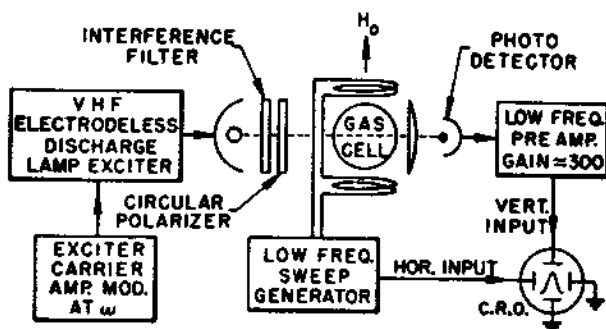 INTERFERENCE
FILTER
H₀
PHOTO
DETECTOR
VHF
ELECTRODELESS
DISCHARGE
LAMP EXCITER
GAS
CELL
LOW FREQ.
PRE AMP.
GAIN≈300
CIRCULAR
POLARIZER
VERT.
INPUT
EXCITER
CARRIER
AMP. MOD.
AT ω
LOW FREQ.
SWEEP
GENERATOR
HOR. INPUT
C.R.O.